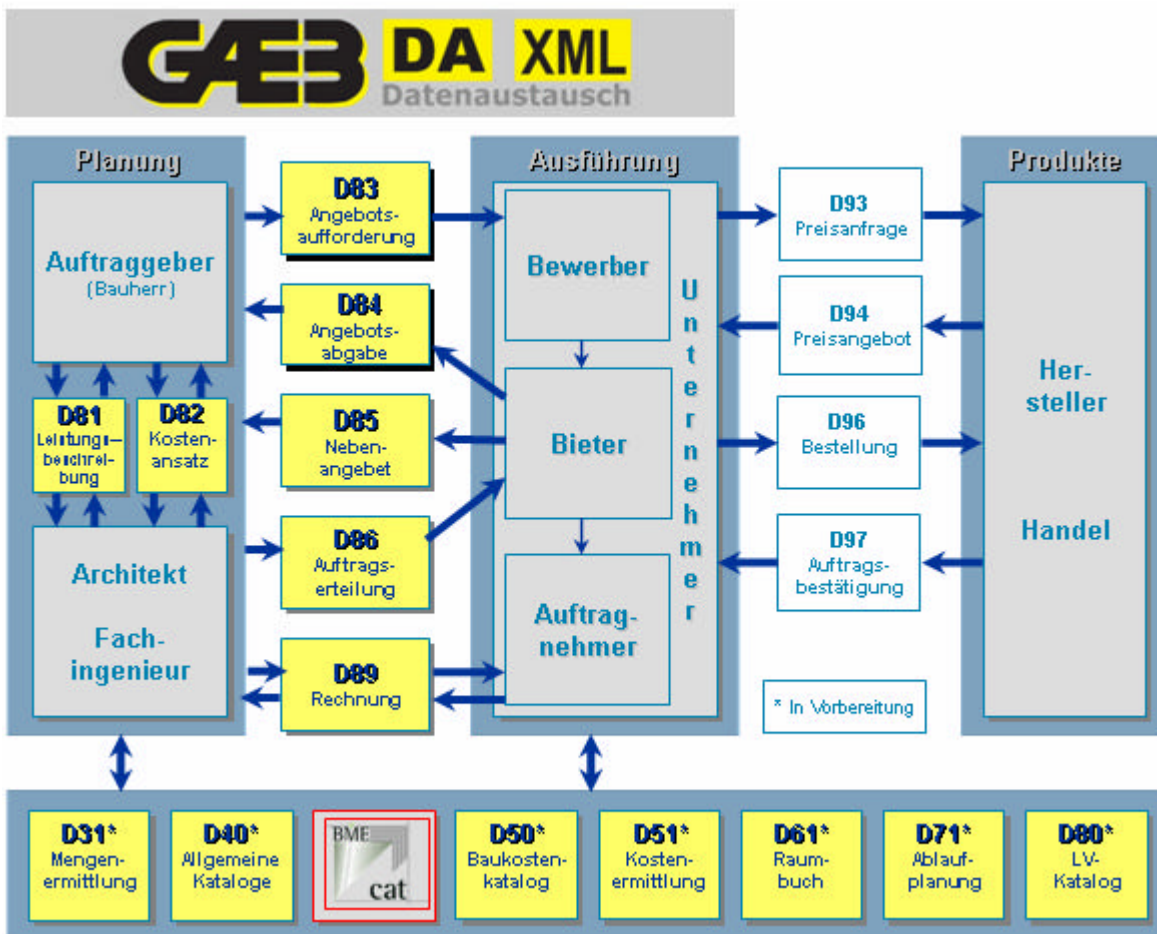 GAEB DA XML
Datenaustausch
Planung
Auftraggeber
(Bauherr)
D81
Leistungs-
beschrei-
bung
D82
Kosten-
ansatz
Architekt
Fach-
ingenieur
D83
Angebots-
aufforderung
D84
Angebots-
abgabe
D85
Neben-
angebet
D86
Auftrags-
erteilung
D89
Rechnung
Ausführung
Bewerber
Bieter
Auftrag-
nehmer
Unternehmer
D93
Preisanfrage
D94
Preisangebot
D96
Bestellung
D97
Auftrags-
bestätigung
* In Vorbereitung
Produkte
Her-
steller
Handel
D31*
Mengen-
ermittlung
D40*
Allgemeine
Kataloge
BME
cat
D50*
Baukosten-
katalog
D51*
Kosten-
ermittlung
D61*
Raum-
buch
D71*
Ablauf-
planung
D80*
LV-
Katalog